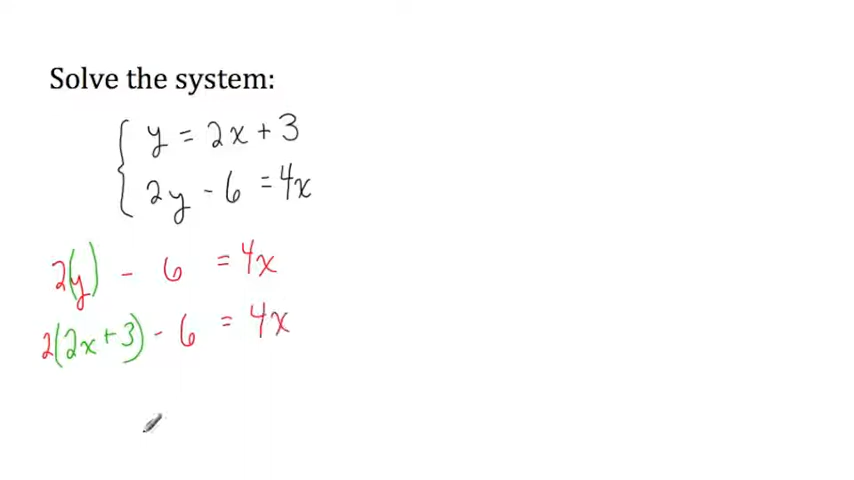 Solve the system:
y = 2x + 3
2y - 6 = 4x
2(y) - 6 = 4x
2(2x + 3) - 6 = 4x